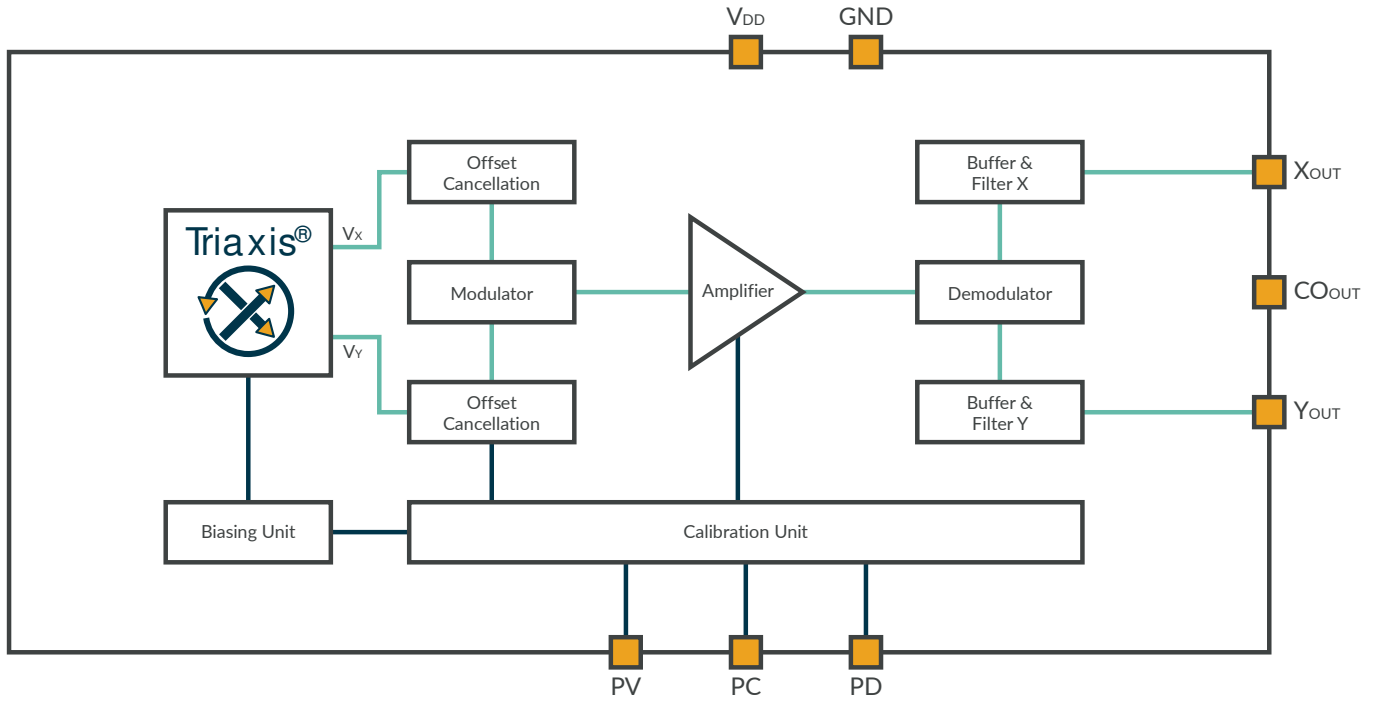 VDD
GND
Offset
Cancellation
Buffer &
Filter X
XOUT
Triaxis®
VX
Modulator
Amplifier
Demodulator
COOUT
VY
Offset
Cancellation
Buffer &
Filter Y
YOUT
Biasing Unit
Calibration Unit
PV
PC
PD